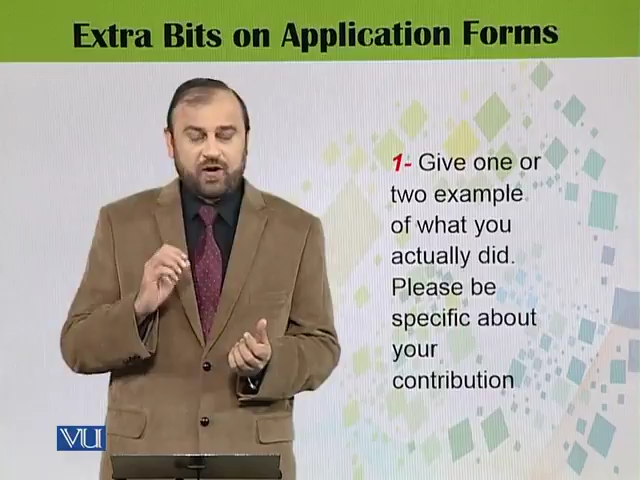 Extra Bits on Application Forms
1- Give one or
two example
of what you
actually did.
Please be
specific about
your
contribution
VU